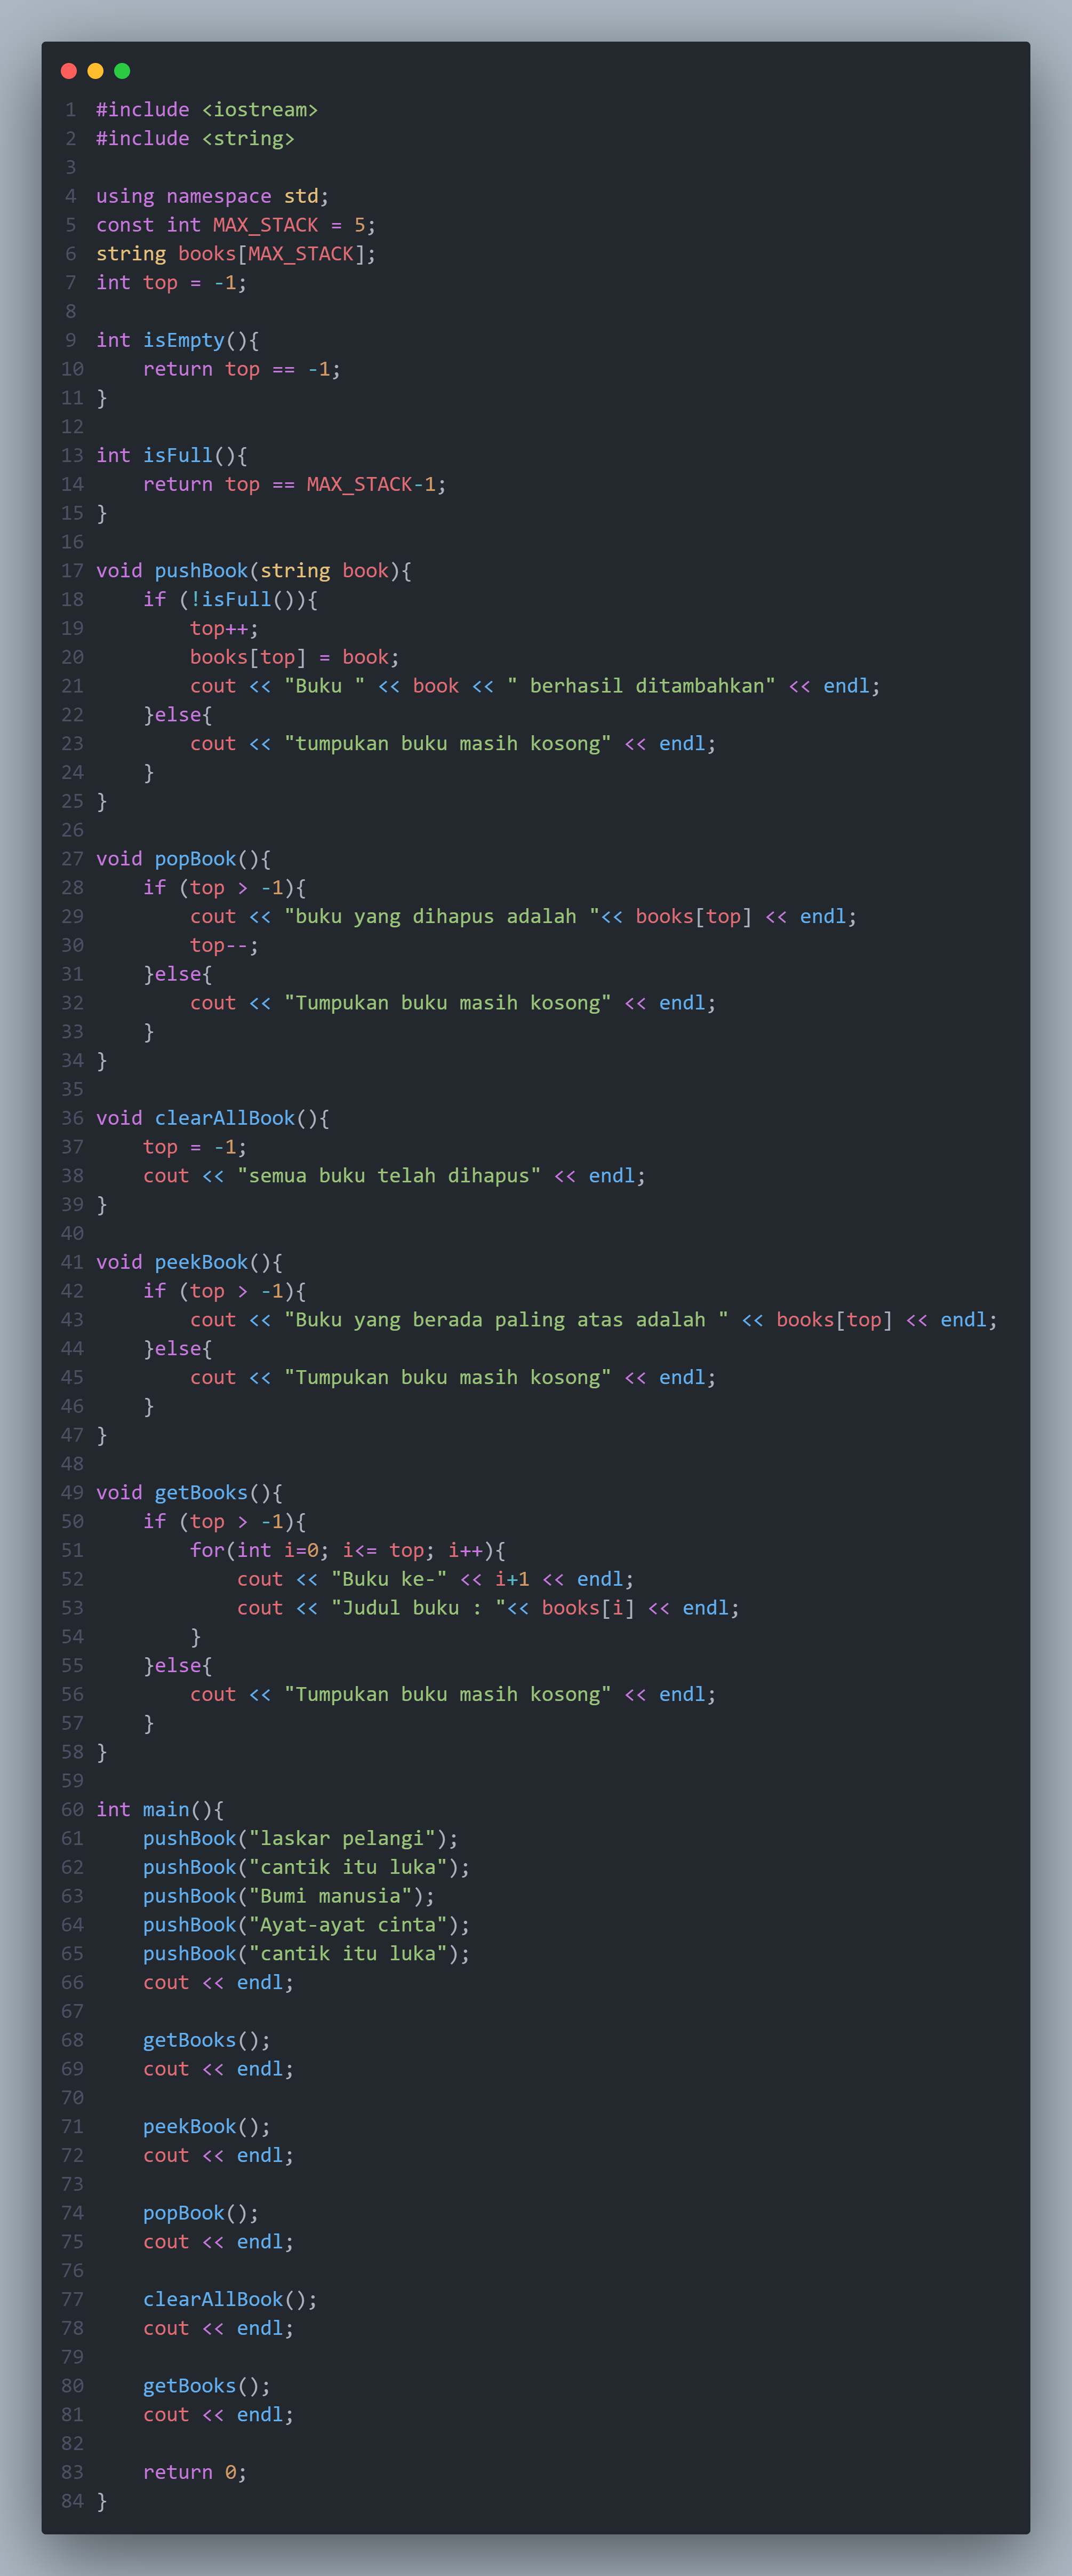 1 #include <iostream>
2 #include <string>
3
4 using namespace std;
5 const int MAX_STACK = 5;
6 string books[MAX_STACK];
7 int top = -1;
8
9 int isEmpty(){
10     return top == -1;
11 }
12
13 int isFull(){
14     return top == MAX_STACK-1;
15 }
16
17 void pushBook(string book){
18     if (!isFull()){
19         top++;
20         books[top] = book;
21         cout << "Buku " << book << " berhasil ditambahkan" << endl;
22     }else{
23         cout << "tumpukan buku masih kosong" << endl;
24     }
25 }
26
27 void popBook(){
28     if (top > -1){
29         cout << "buku yang dihapus adalah "<< books[top] << endl;
30         top--;
31     }else{
32         cout << "Tumpukan buku masih kosong" << endl;
33     }
34 }
35
36 void clearAllBook(){
37     top = -1;
38     cout << "semua buku telah dihapus" << endl;
39 }
40
41 void peekBook(){
42     if (top > -1){
43         cout << "Buku yang berada paling atas adalah " << books[top] << endl;
44     }else{
45         cout << "Tumpukan buku masih kosong" << endl;
46     }
47 }
48
49 void getBooks(){
50     if (top > -1){
51         for(int i=0; i<= top; i++){
52             cout << "Buku ke-" << i+1 << endl;
53             cout << "Judul buku : "<< books[i] << endl;
54         }
55     }else{
56         cout << "Tumpukan buku masih kosong" << endl;
57     }
58 }
59
60 int main(){
61     pushBook("laskar pelangi");
62     pushBook("cantik itu luka");
63     pushBook("Bumi manusia");
64     pushBook("Ayat-ayat cinta");
65     pushBook("cantik itu luka");
66     cout << endl;
67
68     getBooks();
69     cout << endl;
70
71     peekBook();
72     cout << endl;
73
74     popBook();
75     cout << endl;
76
77     clearAllBook();
78     cout << endl;
79
80     getBooks();
81     cout << endl;
82
83     return 0;
84 }